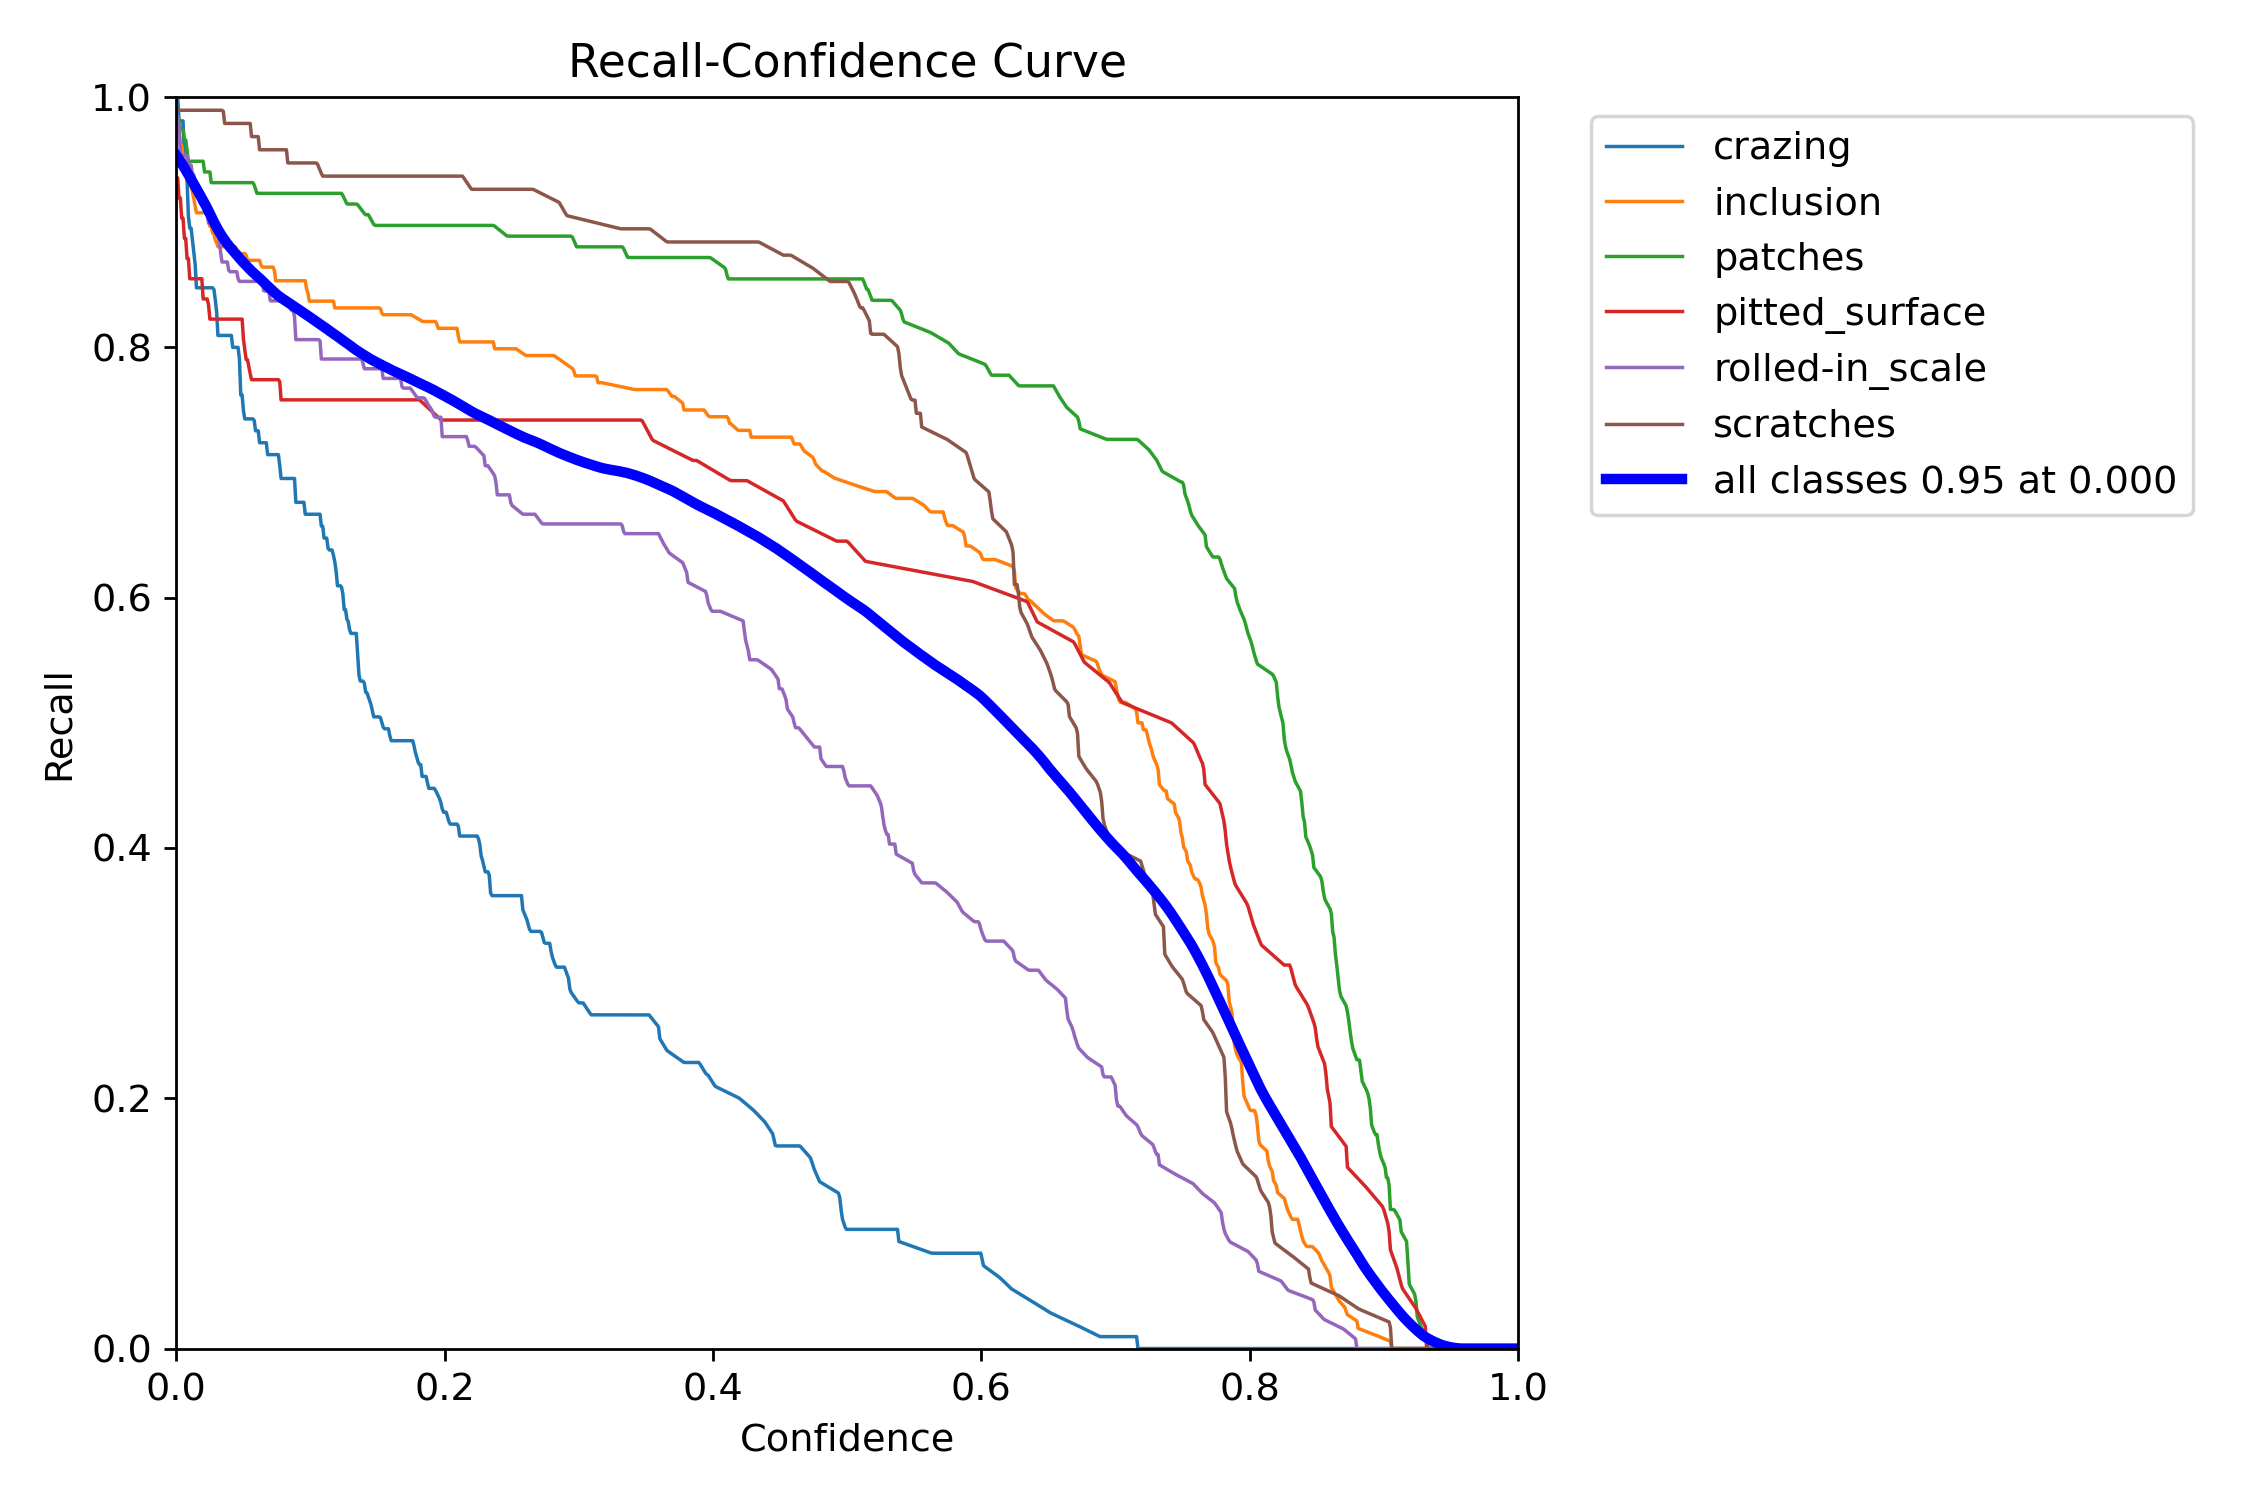 Recall-Confidence Curve
1.0
0.8
0.6
0.4
0.2
0.0
Recall
0.0 0.2 0.4 0.6 0.8 1.0
Confidence
crazing
inclusion
patches
pitted_surface
rolled-in_scale
scratches
all classes 0.95 at 0.000